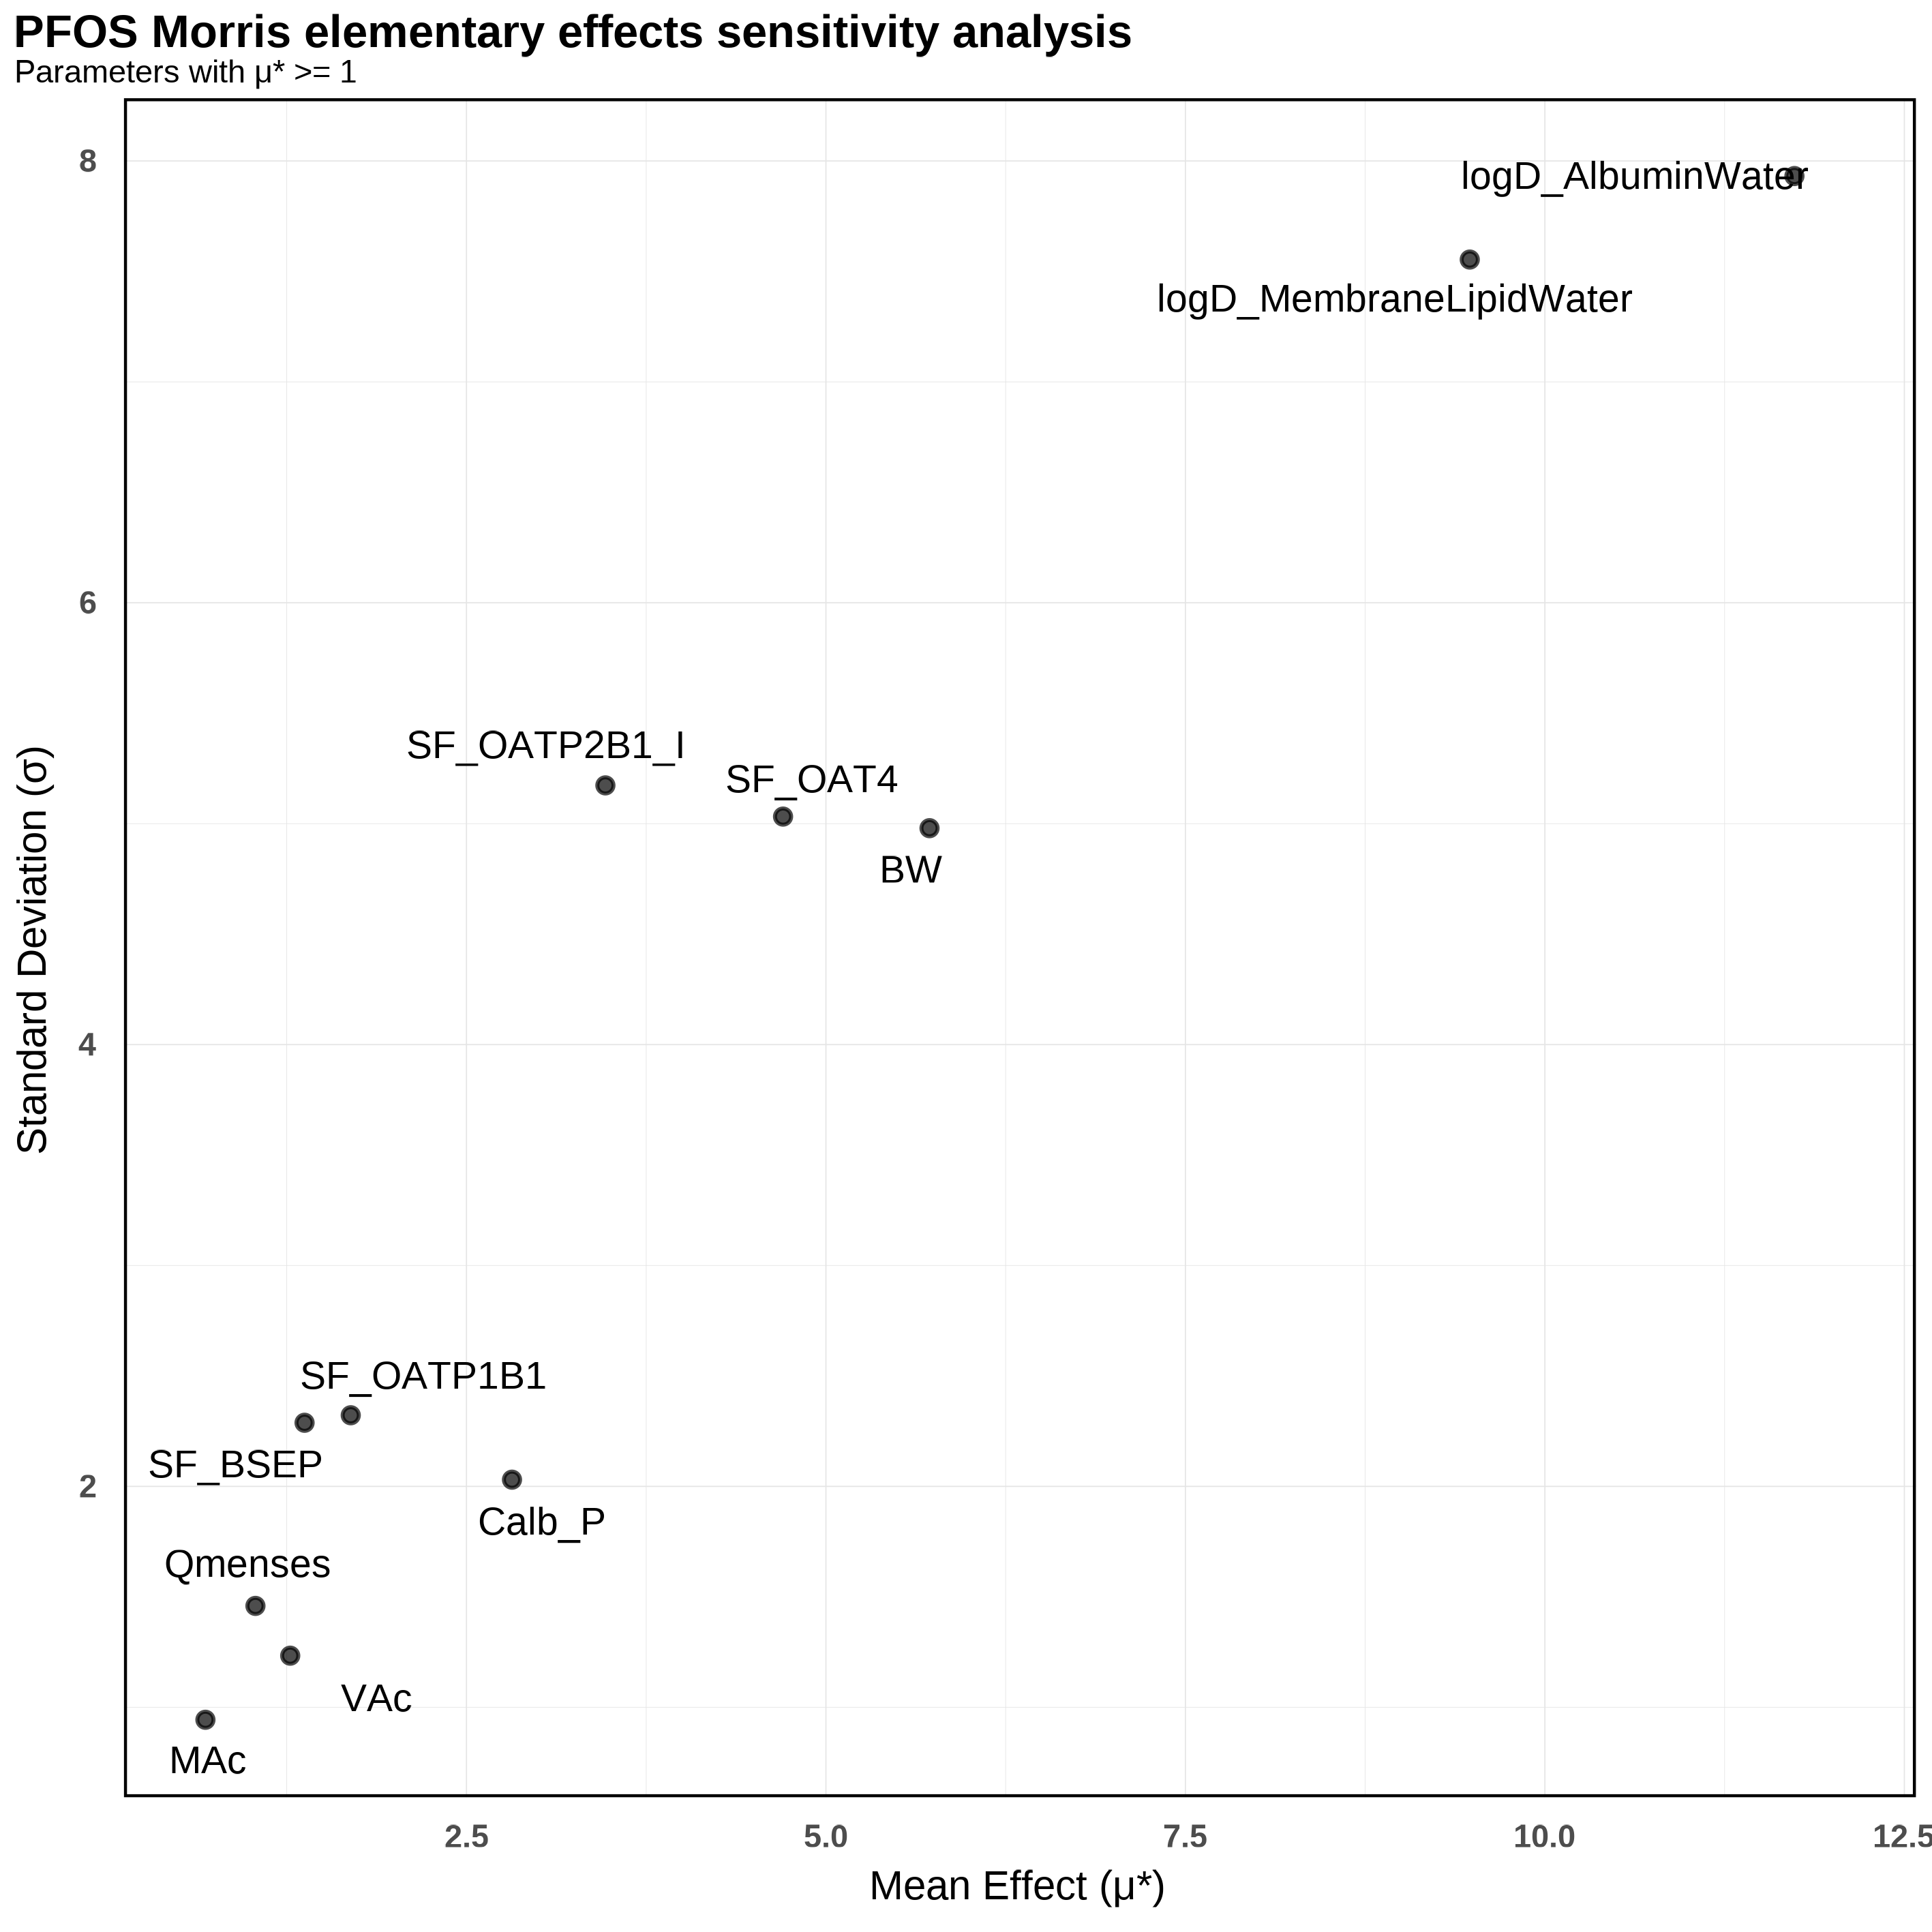 PFOS Morris elementary effects sensitivity analysis
Parameters with μ* >= 1
8
logD_AlbuminWater
logD_MembraneLipidWater
6
SF_OATP2B1_I
SF_OAT4
BW
Standard Deviation (σ)
4
SF_OATP1B1
SF_BSEP
2
Calb_P
Qmenses
VAc
MAc
2.5 5.0 7.5 10.0 12.5
Mean Effect (μ*)